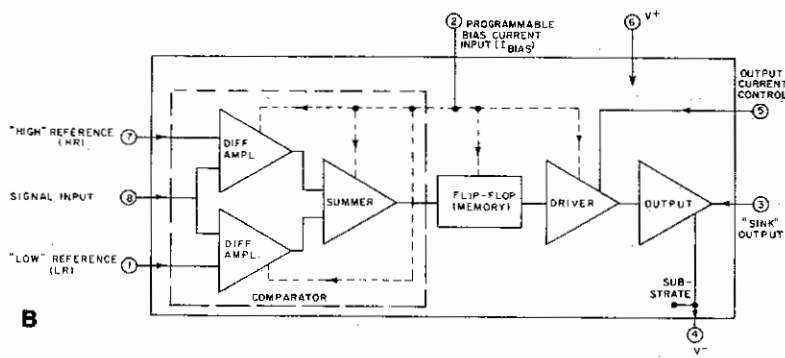 ② PROGRAMMABLE
BIAS CURRENT
INPUT (IBIAS)
⑥ V+
OUTPUT
CURRENT
CONTROL
⑤
"HIGH" REFERENCE
(HR)
⑦
DIFF
AMPL
SIGNAL INPUT
⑧
SUMMER
FLIP-FLOP
(MEMORY)
DRIVER
OUTPUT
③
"SINK"
OUTPUT
DIFF
AMPL.
"LOW" REFERENCE
(LR)
①
COMPARATOR
SUB-
STRATE
④
V-
B